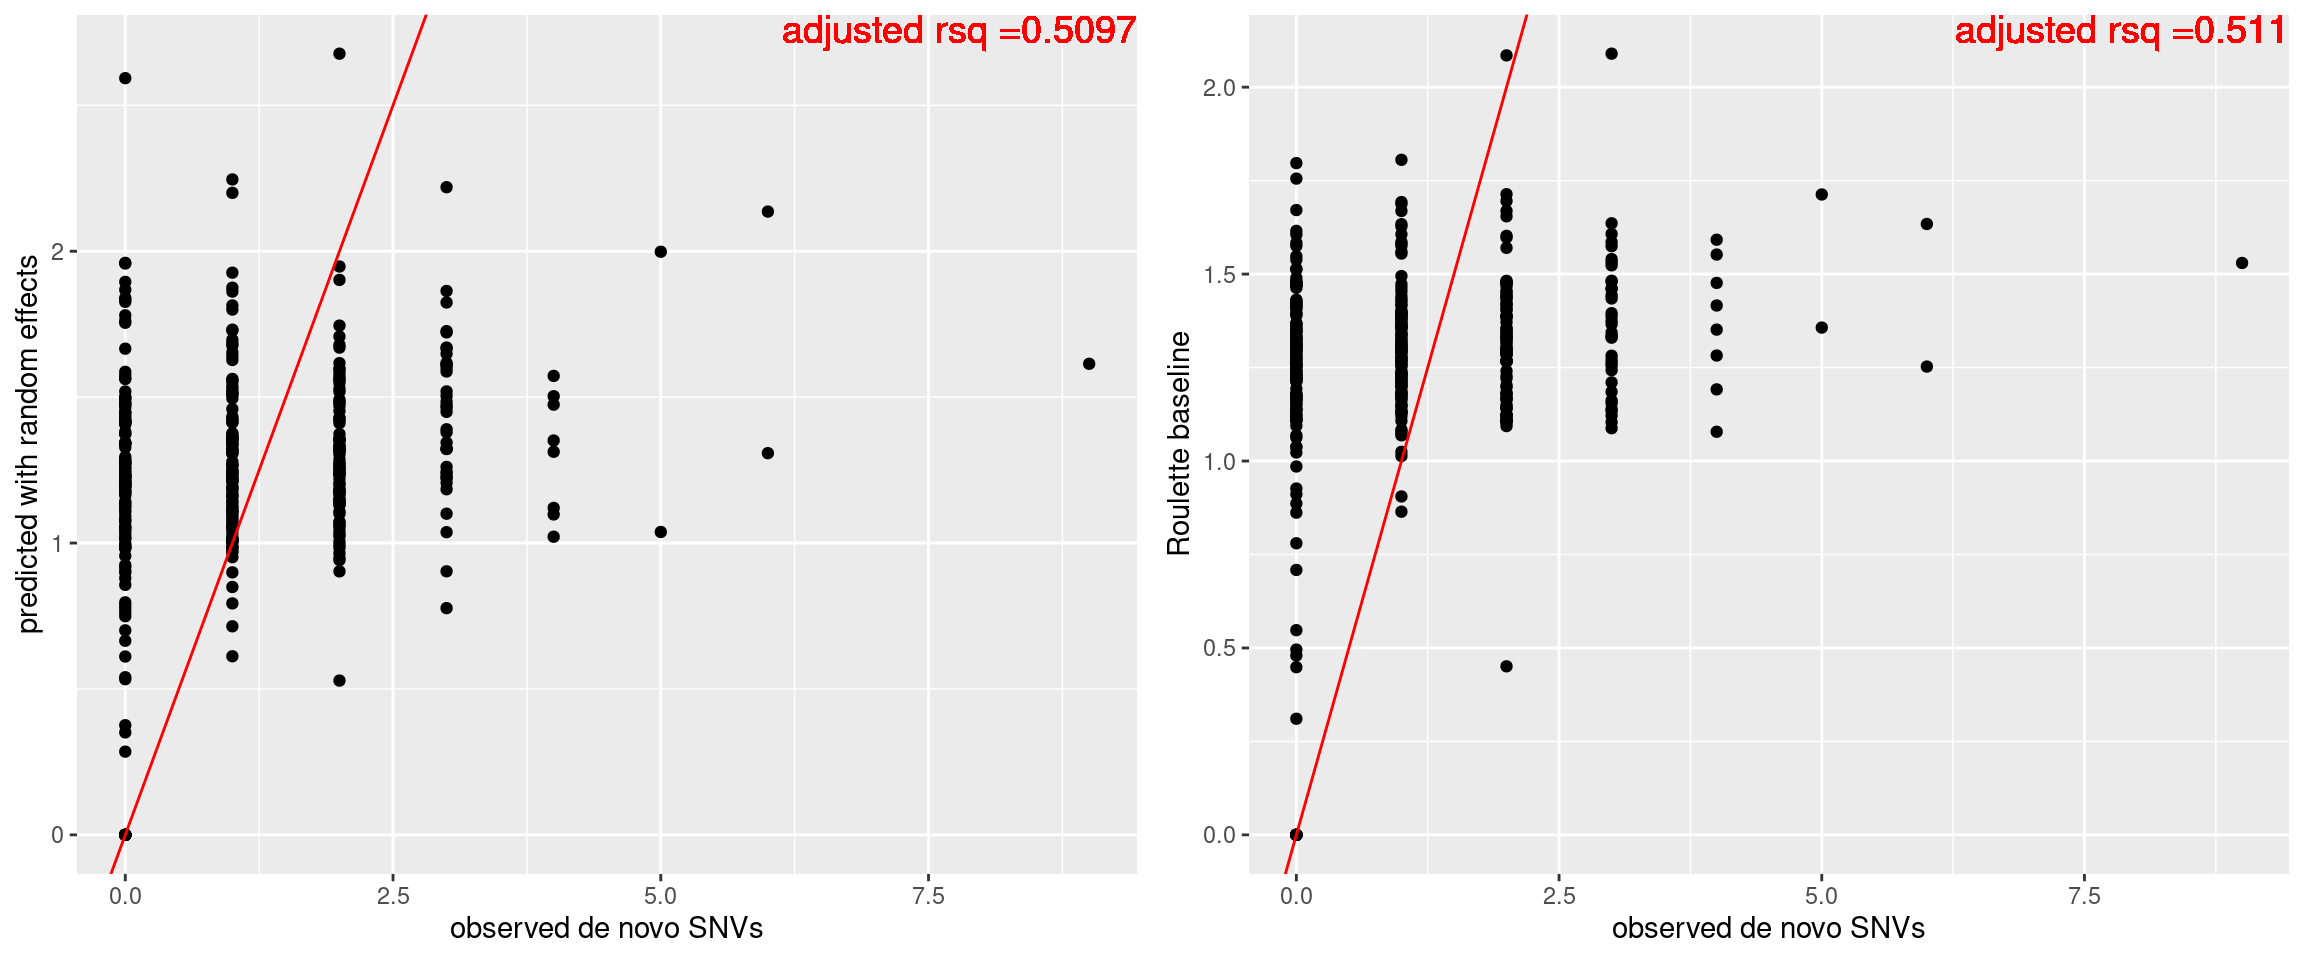 adjusted rsq =0.5097
predicted with random effects
2
1
0
0.0 2.5 5.0 7.5
observed de novo SNVs
adjusted rsq =0.511
Roulette baseline
2.0
1.5
1.0
0.5
0.0
0.0 2.5 5.0 7.5
observed de novo SNVs